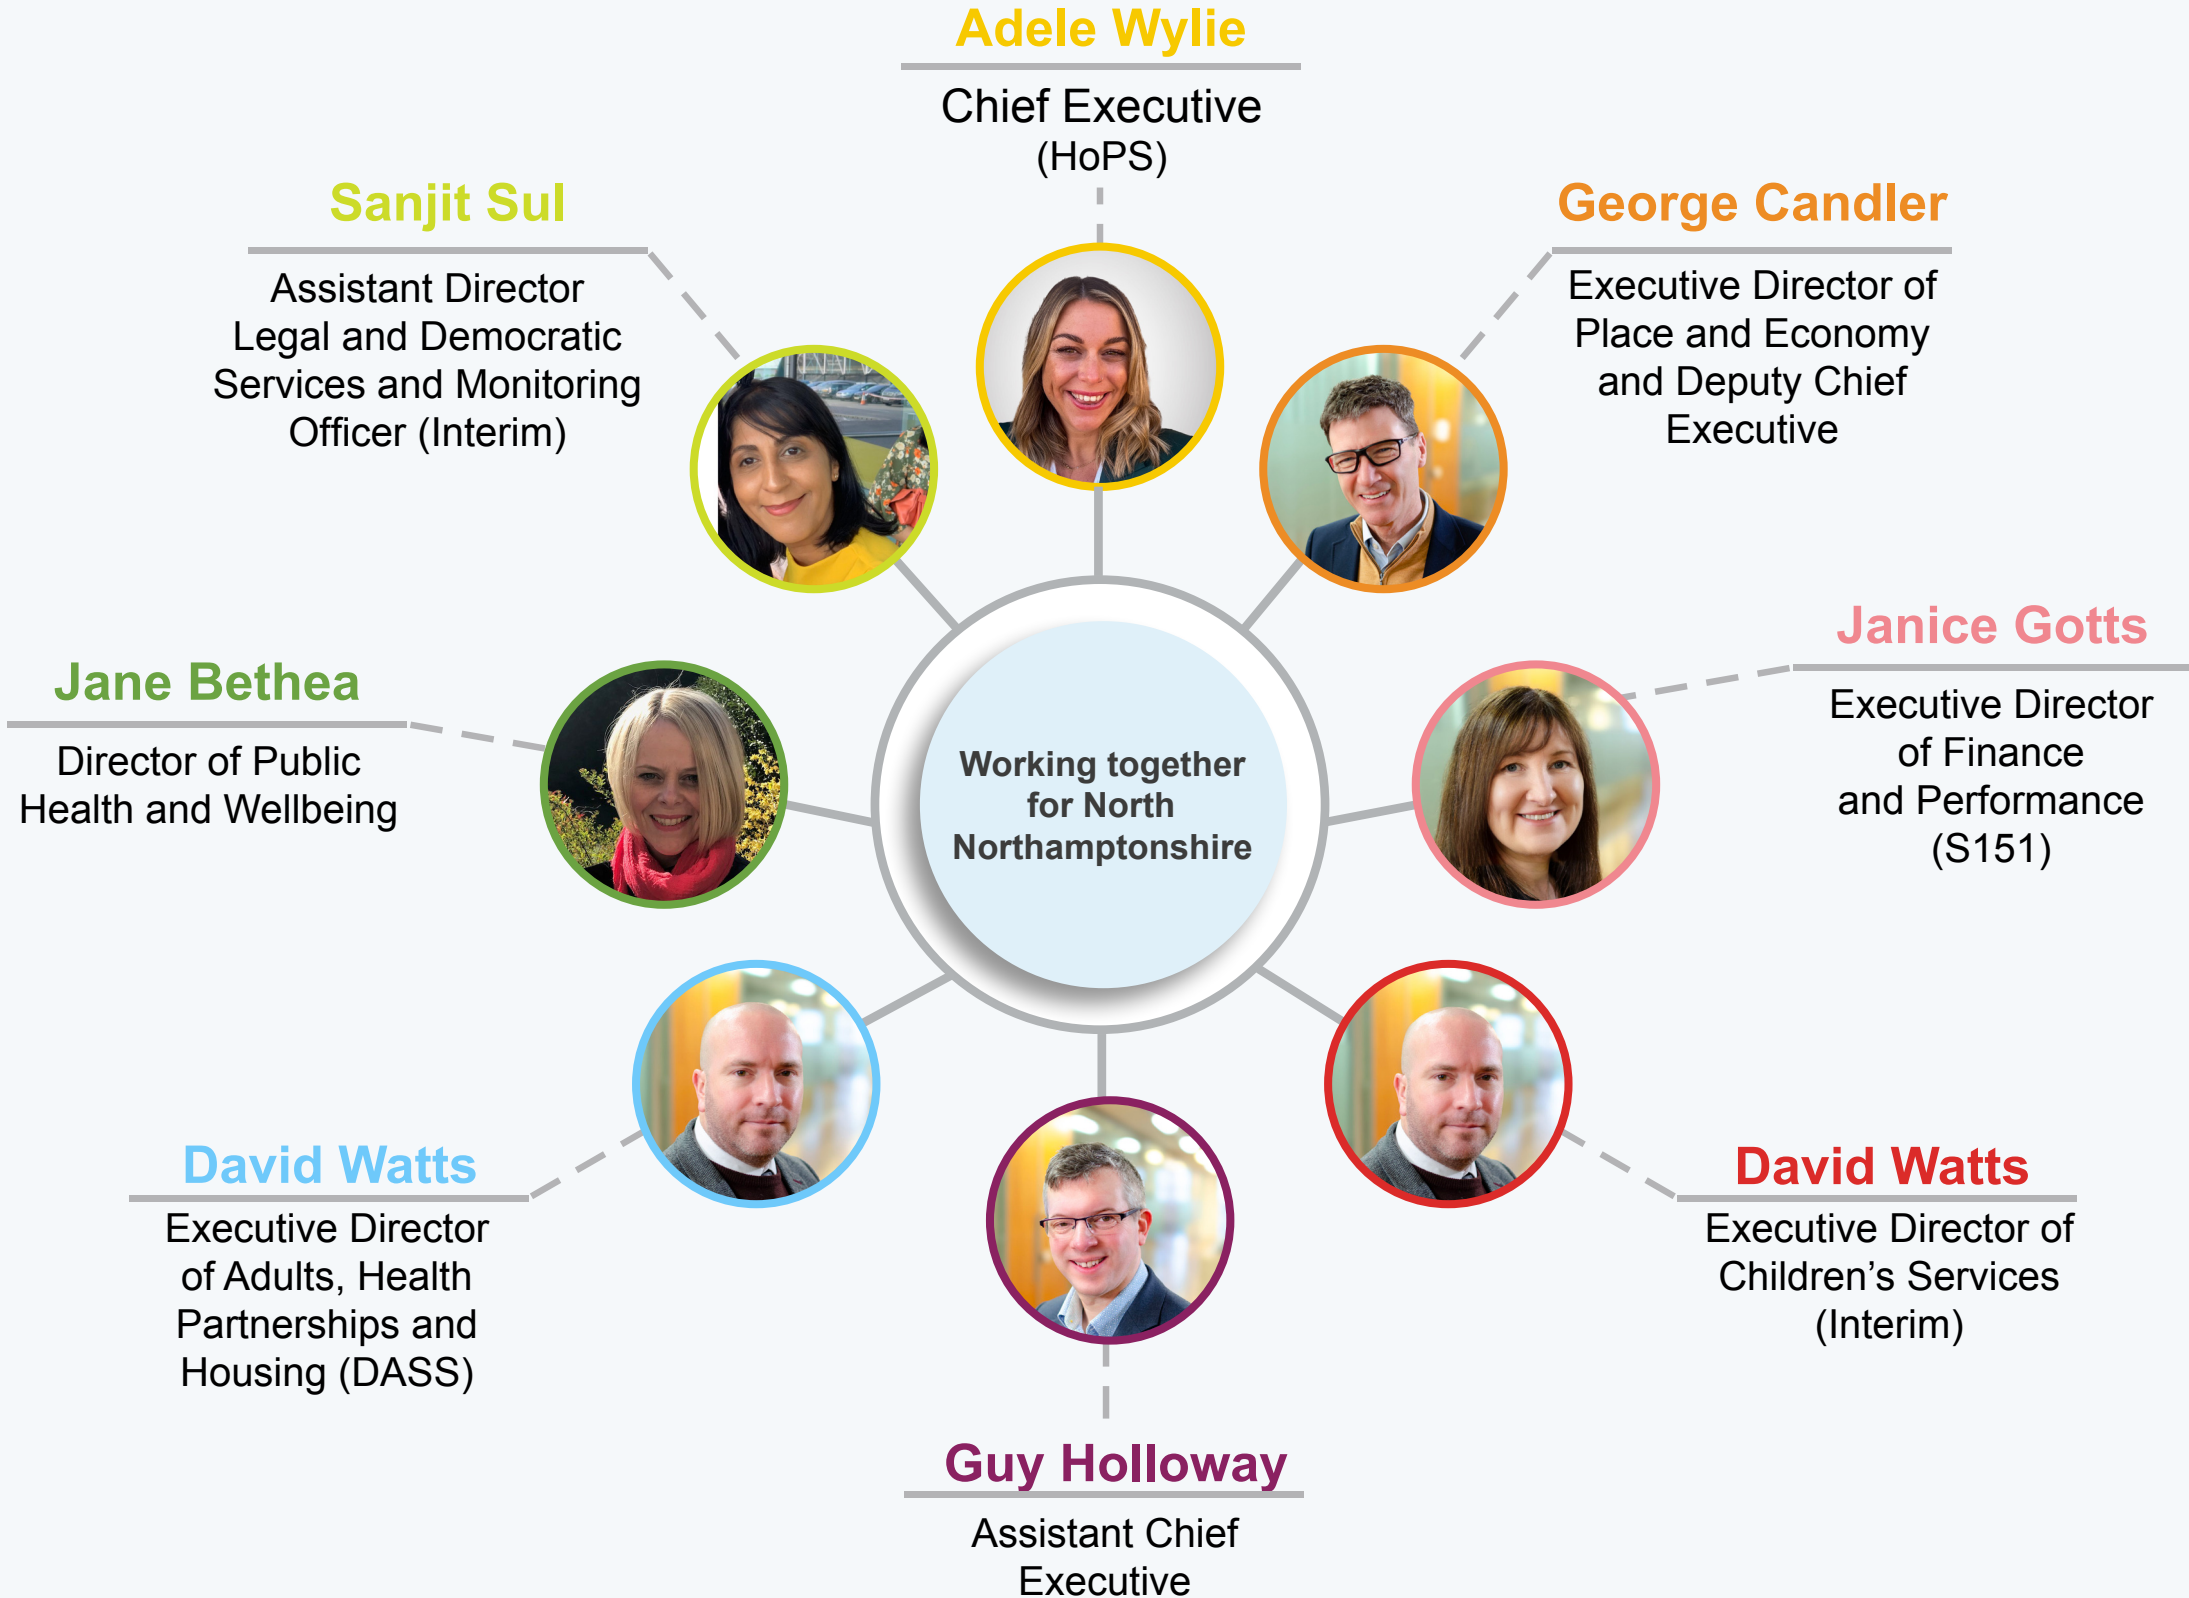 Adele Wylie
Chief Executive
(HoPS)
Sanjit Sul
Assistant Director
Legal and Democratic
Services and Monitoring
Officer (Interim)
George Candler
Executive Director of
Place and Economy
and Deputy Chief
Executive
Jane Bethea
Director of Public
Health and Wellbeing
Working together
for North
Northamptonshire
Janice Gotts
Executive Director
of Finance
and Performance
(S151)
David Watts
Executive Director
of Adults, Health
Partnerships and
Housing (DASS)
David Watts
Executive Director of
Children’s Services
(Interim)
Guy Holloway
Assistant Chief
Executive